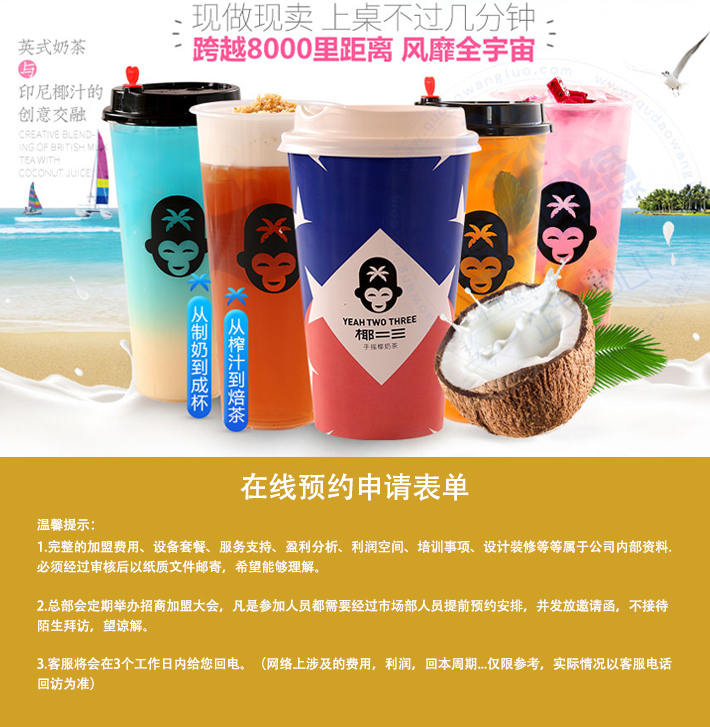 现做现卖 上桌不过几分钟
跨越8000里距离 风靡全宇宙
英式奶茶
与
印尼椰汁的
创意交融
CREATIVE BLEND-
ING OF BRITISH M
TEA WITH
COCONUT JUICE
从制奶到成杯
从榨汁到焙茶
YEAH TWO THREE
椰二三
手摇椰奶茶
在线预约申请表单
温馨提示：
1.完整的加盟费用、设备套餐、服务支持、盈利分析、利润空间、培训事项、设计装修等等属于公司内部资料.
必须经过审核后以纸质文件邮寄，希望能够理解。
2.总部会定期举办招商加盟大会，凡是参加人员都需要经过市场部人员提前预约安排，并发放邀请函，不接待
陌生拜访，望谅解。
3.客服将会在3个工作日内给您回电。（网络上涉及的费用，利润，回本周期...仅限参考，实际情况以客服电话
回访为准）